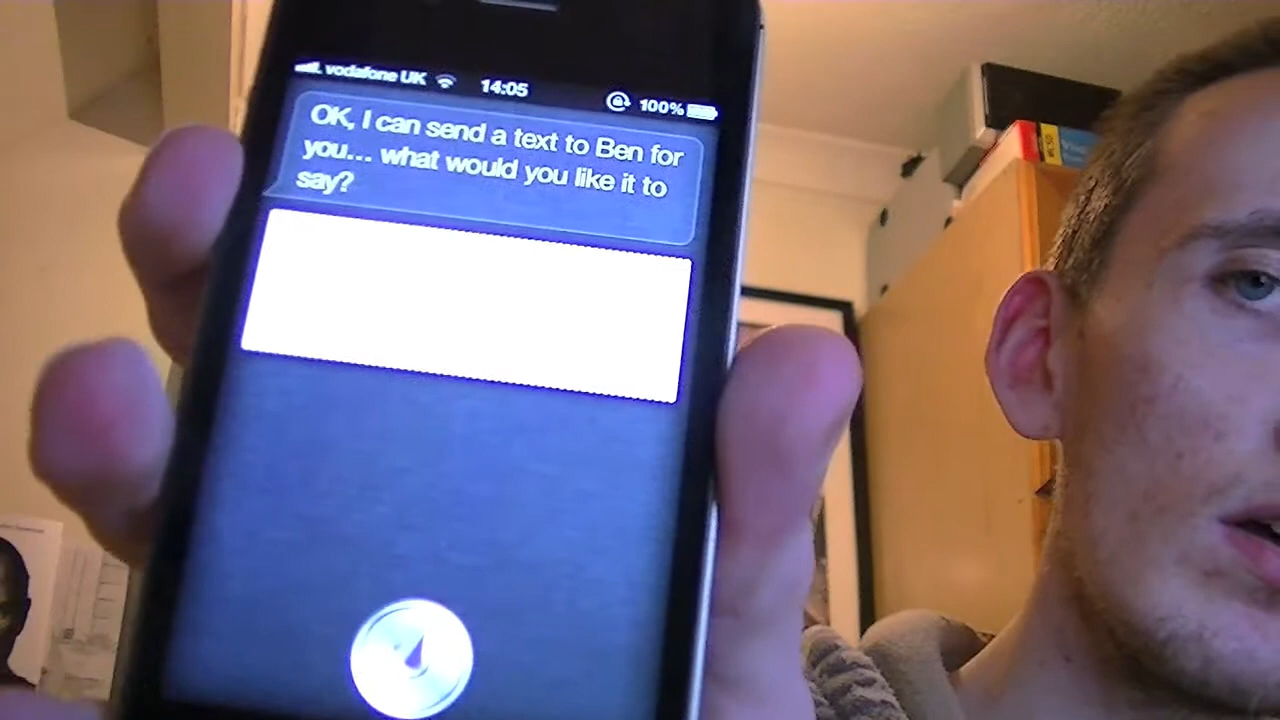 vodafone UK 14:05 100%
OK, I can send a text to Ben for
you... what would you like it to
say?